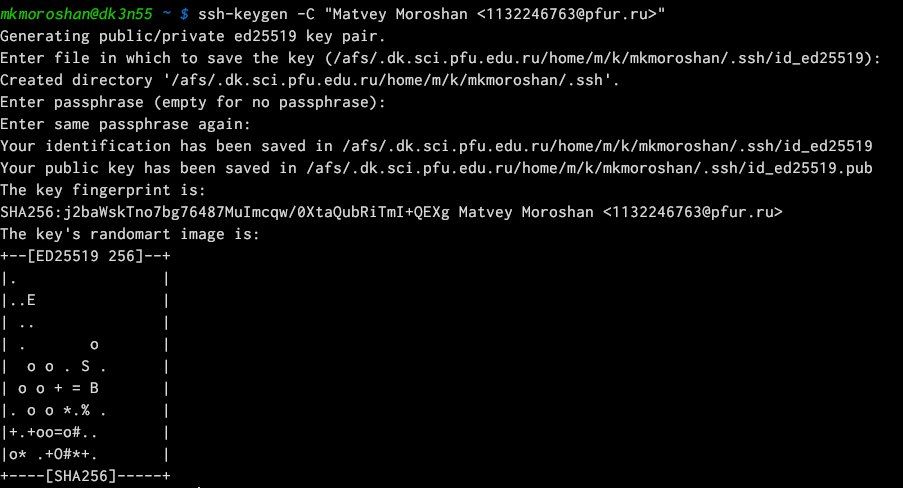 mkmoroshan@dk3n55 ~ $ ssh-keygen -C "Matvey Moroshan <1132246763@pfur.ru>"
Generating public/private ed25519 key pair.
Enter file in which to save the key (/afs/.dk.sci.pfu.edu.ru/home/m/k/mkmoroshan/.ssh/id_ed25519):
Created directory '/afs/.dk.sci.pfu.edu.ru/home/m/k/mkmoroshan/.ssh'.
Enter passphrase (empty for no passphrase):
Enter same passphrase again:
Your identification has been saved in /afs/.dk.sci.pfu.edu.ru/home/m/k/mkmoroshan/.ssh/id_ed25519
Your public key has been saved in /afs/.dk.sci.pfu.edu.ru/home/m/k/mkmoroshan/.ssh/id_ed25519.pub
The key fingerprint is:
SHA256:j2baWskTno7bg76487MuImcqw/0XtaQubRiTmI+QEXg Matvey Moroshan <1132246763@pfur.ru>
The key's randomart image is:
+--[ED25519 256]--+
|.                |
|..E              |
| ..              |
| .       o       |
|  o o . S .      |
| o o + = B       |
|. o o *.% .      |
|+.+oo=o#..       |
|o* .+O#*+.       |
+----[SHA256]-----+